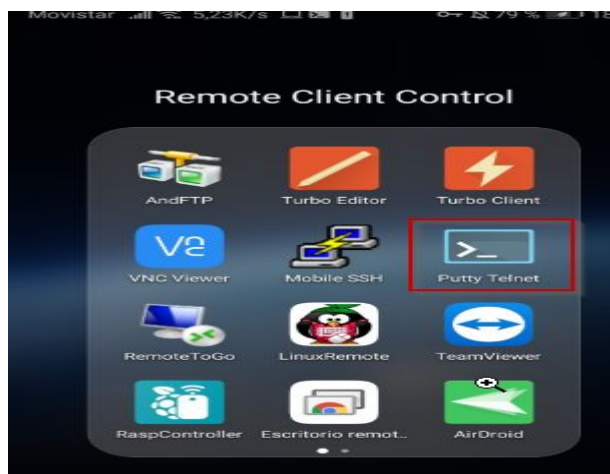 Movistar 5,23K/s 79 % 18
Remote Client Control
AndFTP Turbo Editor Turbo Client
VNC Viewer Mobile SSH Putty Telnet
RemoteToGo LinuxRemote TeamViewer
RaspController Escritorio remot.. AirDroid